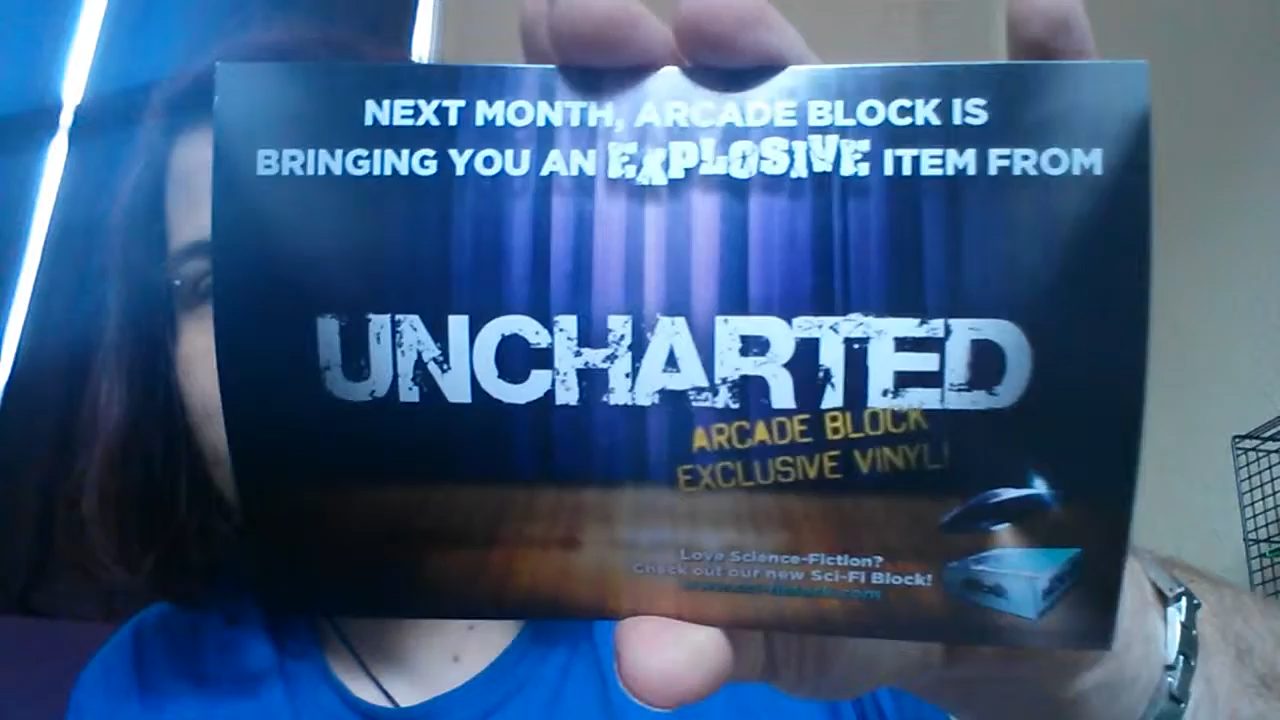 NEXT MONTH, ARCADE BLOCK IS
BRINGING YOU AN EXPLOSIVE ITEM FROM
UNCHARTED
ARCADE BLOCK
EXCLUSIVE VINYL!
Love Science-Fiction?
Check out our new Sci-Fi Block!